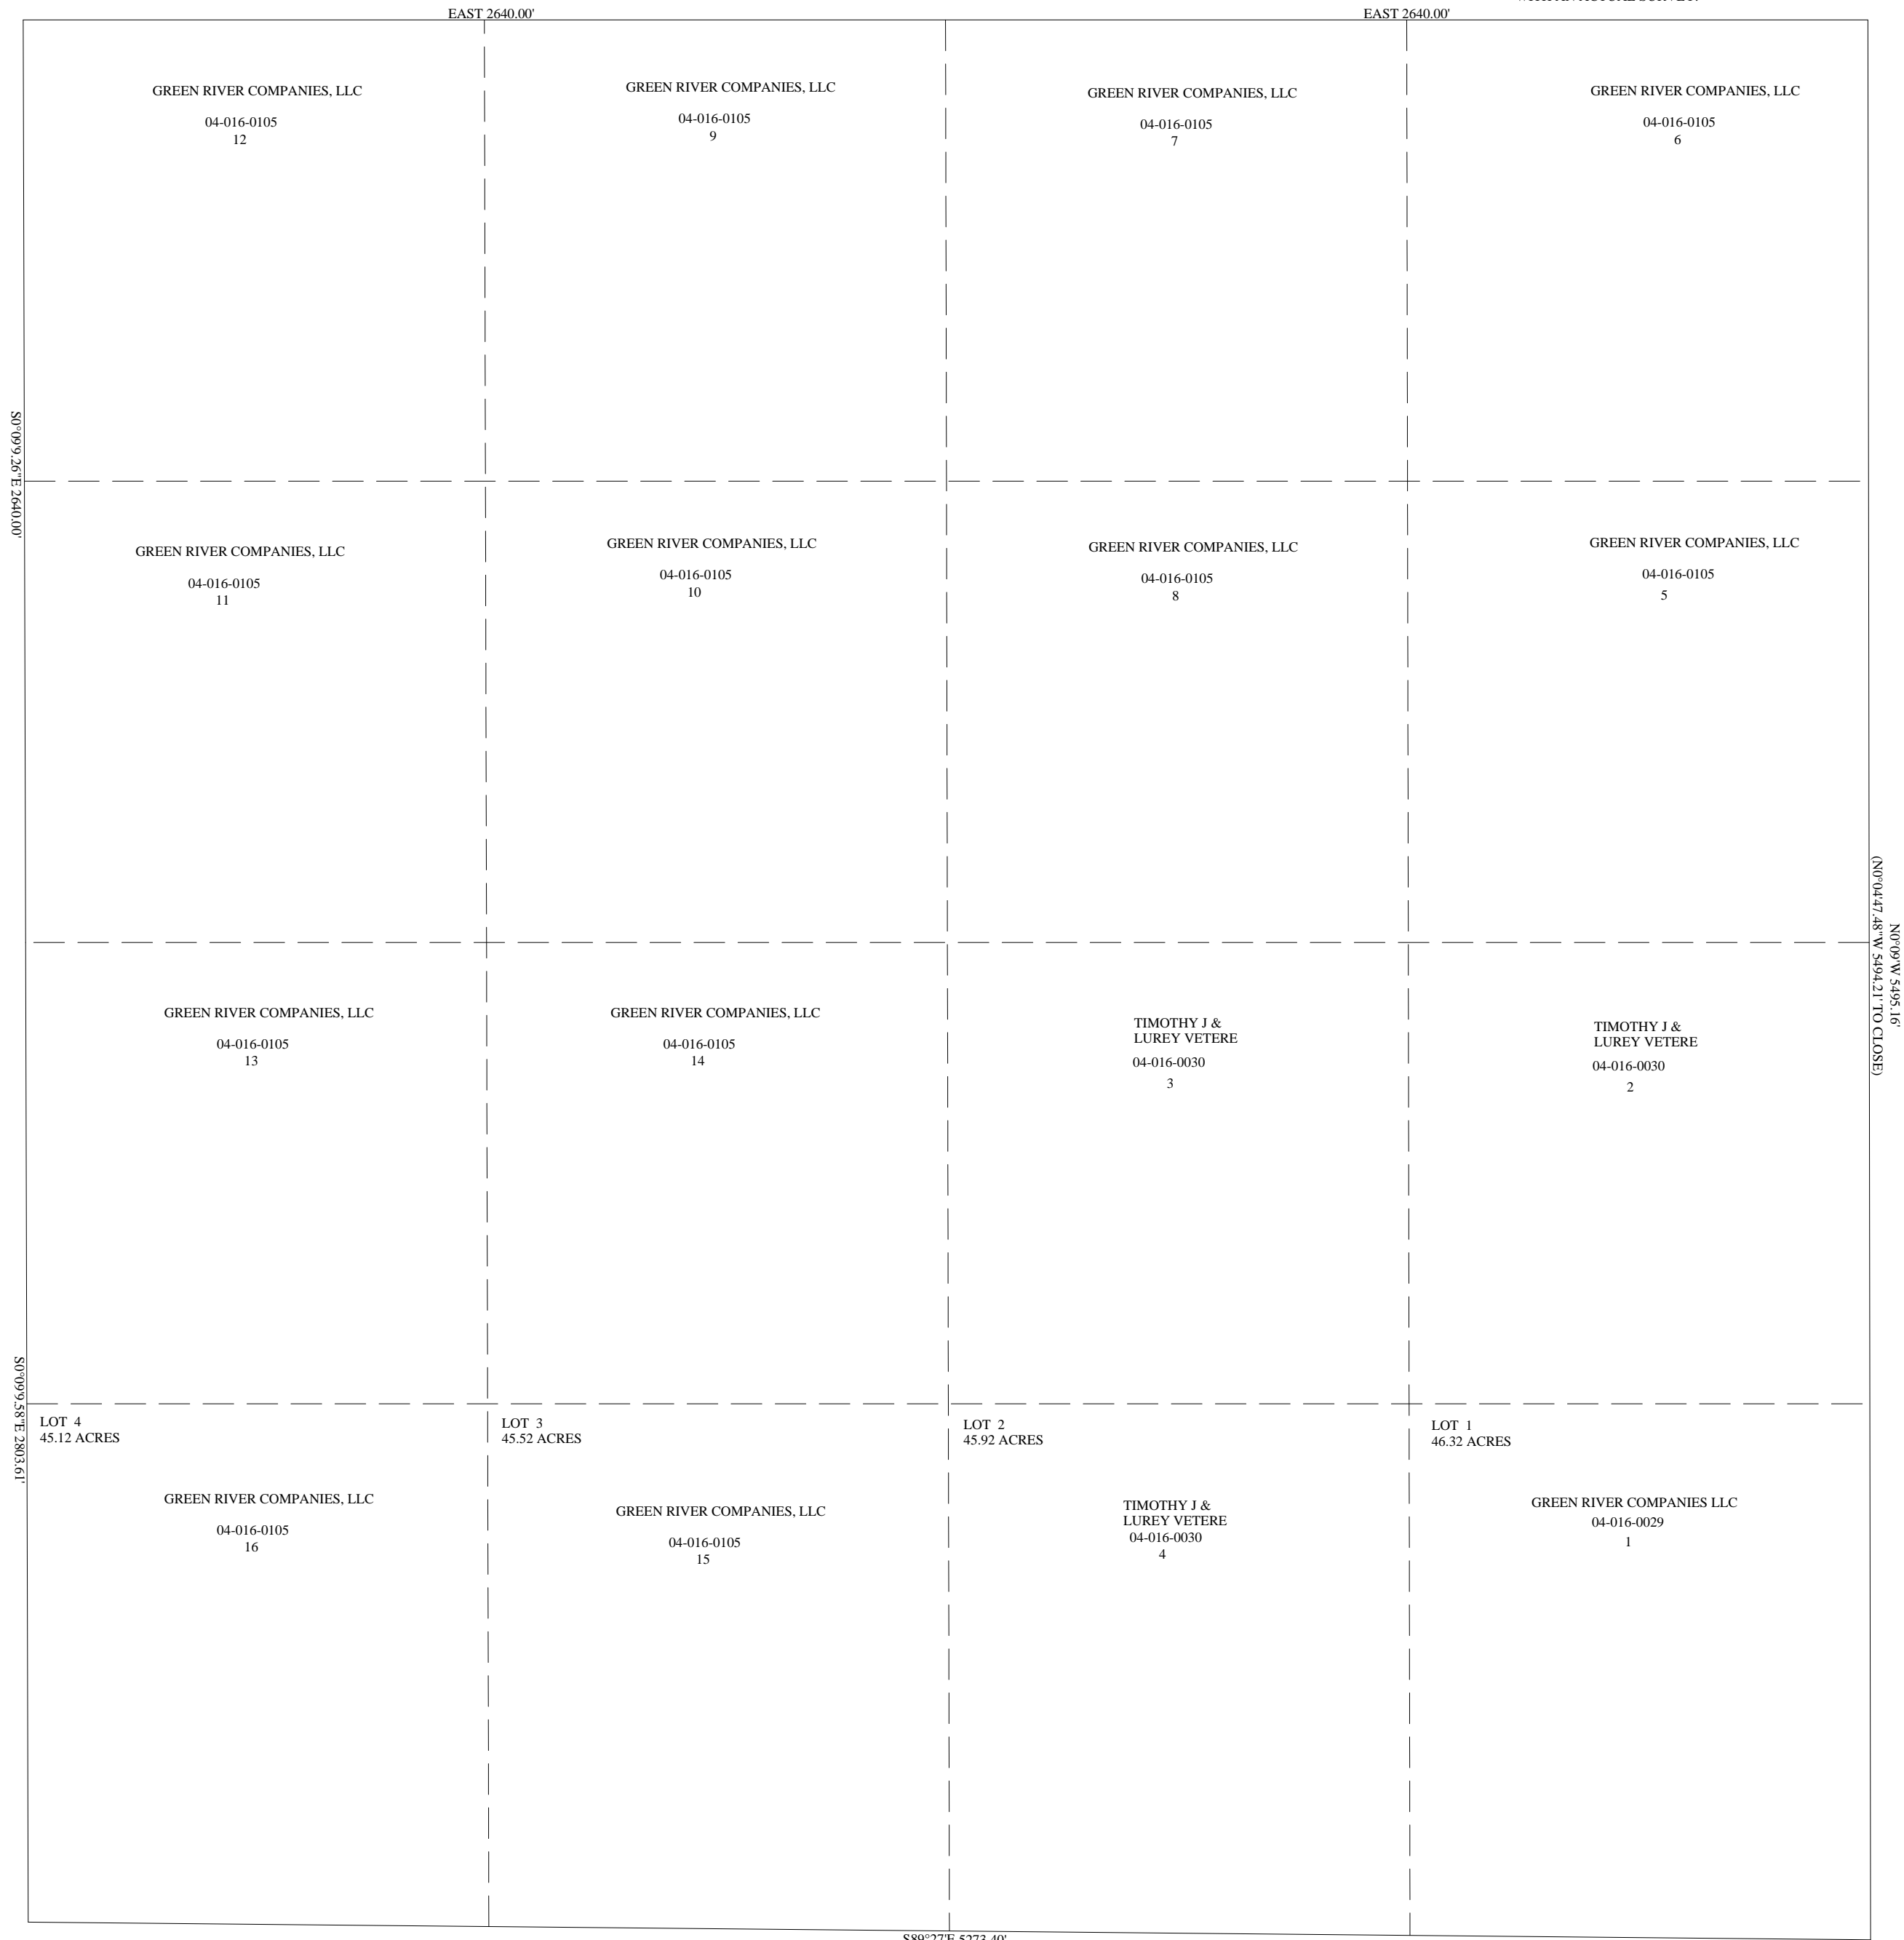 EAST 2640.00'
EAST 2640.00'
GREEN RIVER COMPANIES, LLC
04-016-0105
12
GREEN RIVER COMPANIES, LLC
04-016-0105
9
GREEN RIVER COMPANIES, LLC
04-016-0105
7
GREEN RIVER COMPANIES, LLC
04-016-0105
6
S0°09'9.26"E 2640.00'
GREEN RIVER COMPANIES, LLC
04-016-0105
11
GREEN RIVER COMPANIES, LLC
04-016-0105
10
GREEN RIVER COMPANIES, LLC
04-016-0105
8
GREEN RIVER COMPANIES, LLC
04-016-0105
5
N0°09'W 5495.16'
(N0°04'47.48"W 5494.21' TO CLOSE)
GREEN RIVER COMPANIES, LLC
04-016-0105
13
GREEN RIVER COMPANIES, LLC
04-016-0105
14
TIMOTHY J &
LUREY VETERE
04-016-0030
3
TIMOTHY J &
LUREY VETERE
04-016-0030
2
S0°09'9.58"E 2803.61'
LOT 4
45.12 ACRES
GREEN RIVER COMPANIES, LLC
04-016-0105
16
LOT 3
45.52 ACRES
GREEN RIVER COMPANIES, LLC
04-016-0105
15
LOT 2
45.92 ACRES
TIMOTHY J &
LUREY VETERE
04-016-0030
4
LOT 1
46.32 ACRES
GREEN RIVER COMPANIES LLC
04-016-0029
1
S89°27'E 5273.40'